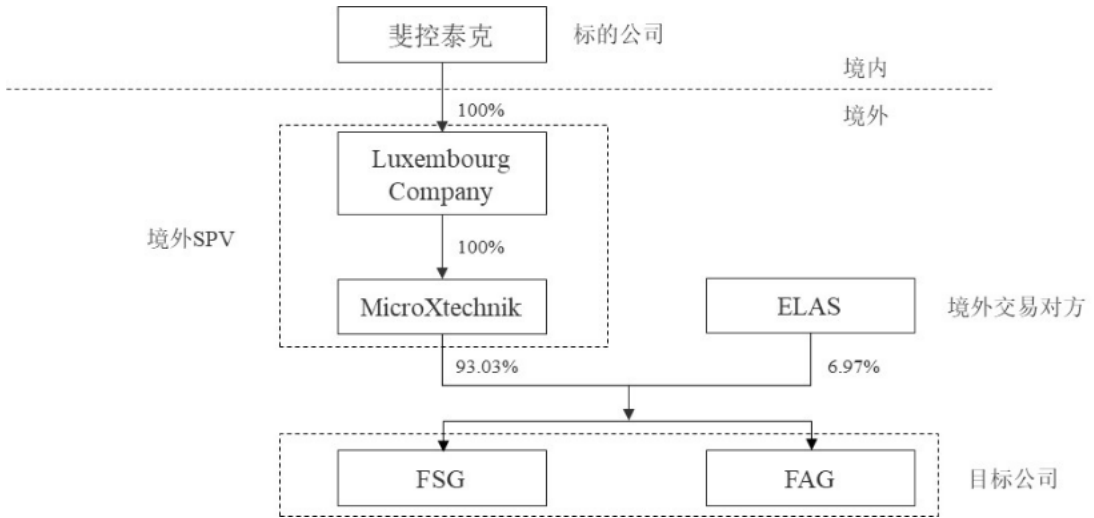 斐控泰克
标的公司
境内
100%
境外
Luxembourg
Company
境外SPV
100%
MicroXtechnik
ELAS
境外交易对方
93.03%
6.97%
FSG
FAG
目标公司